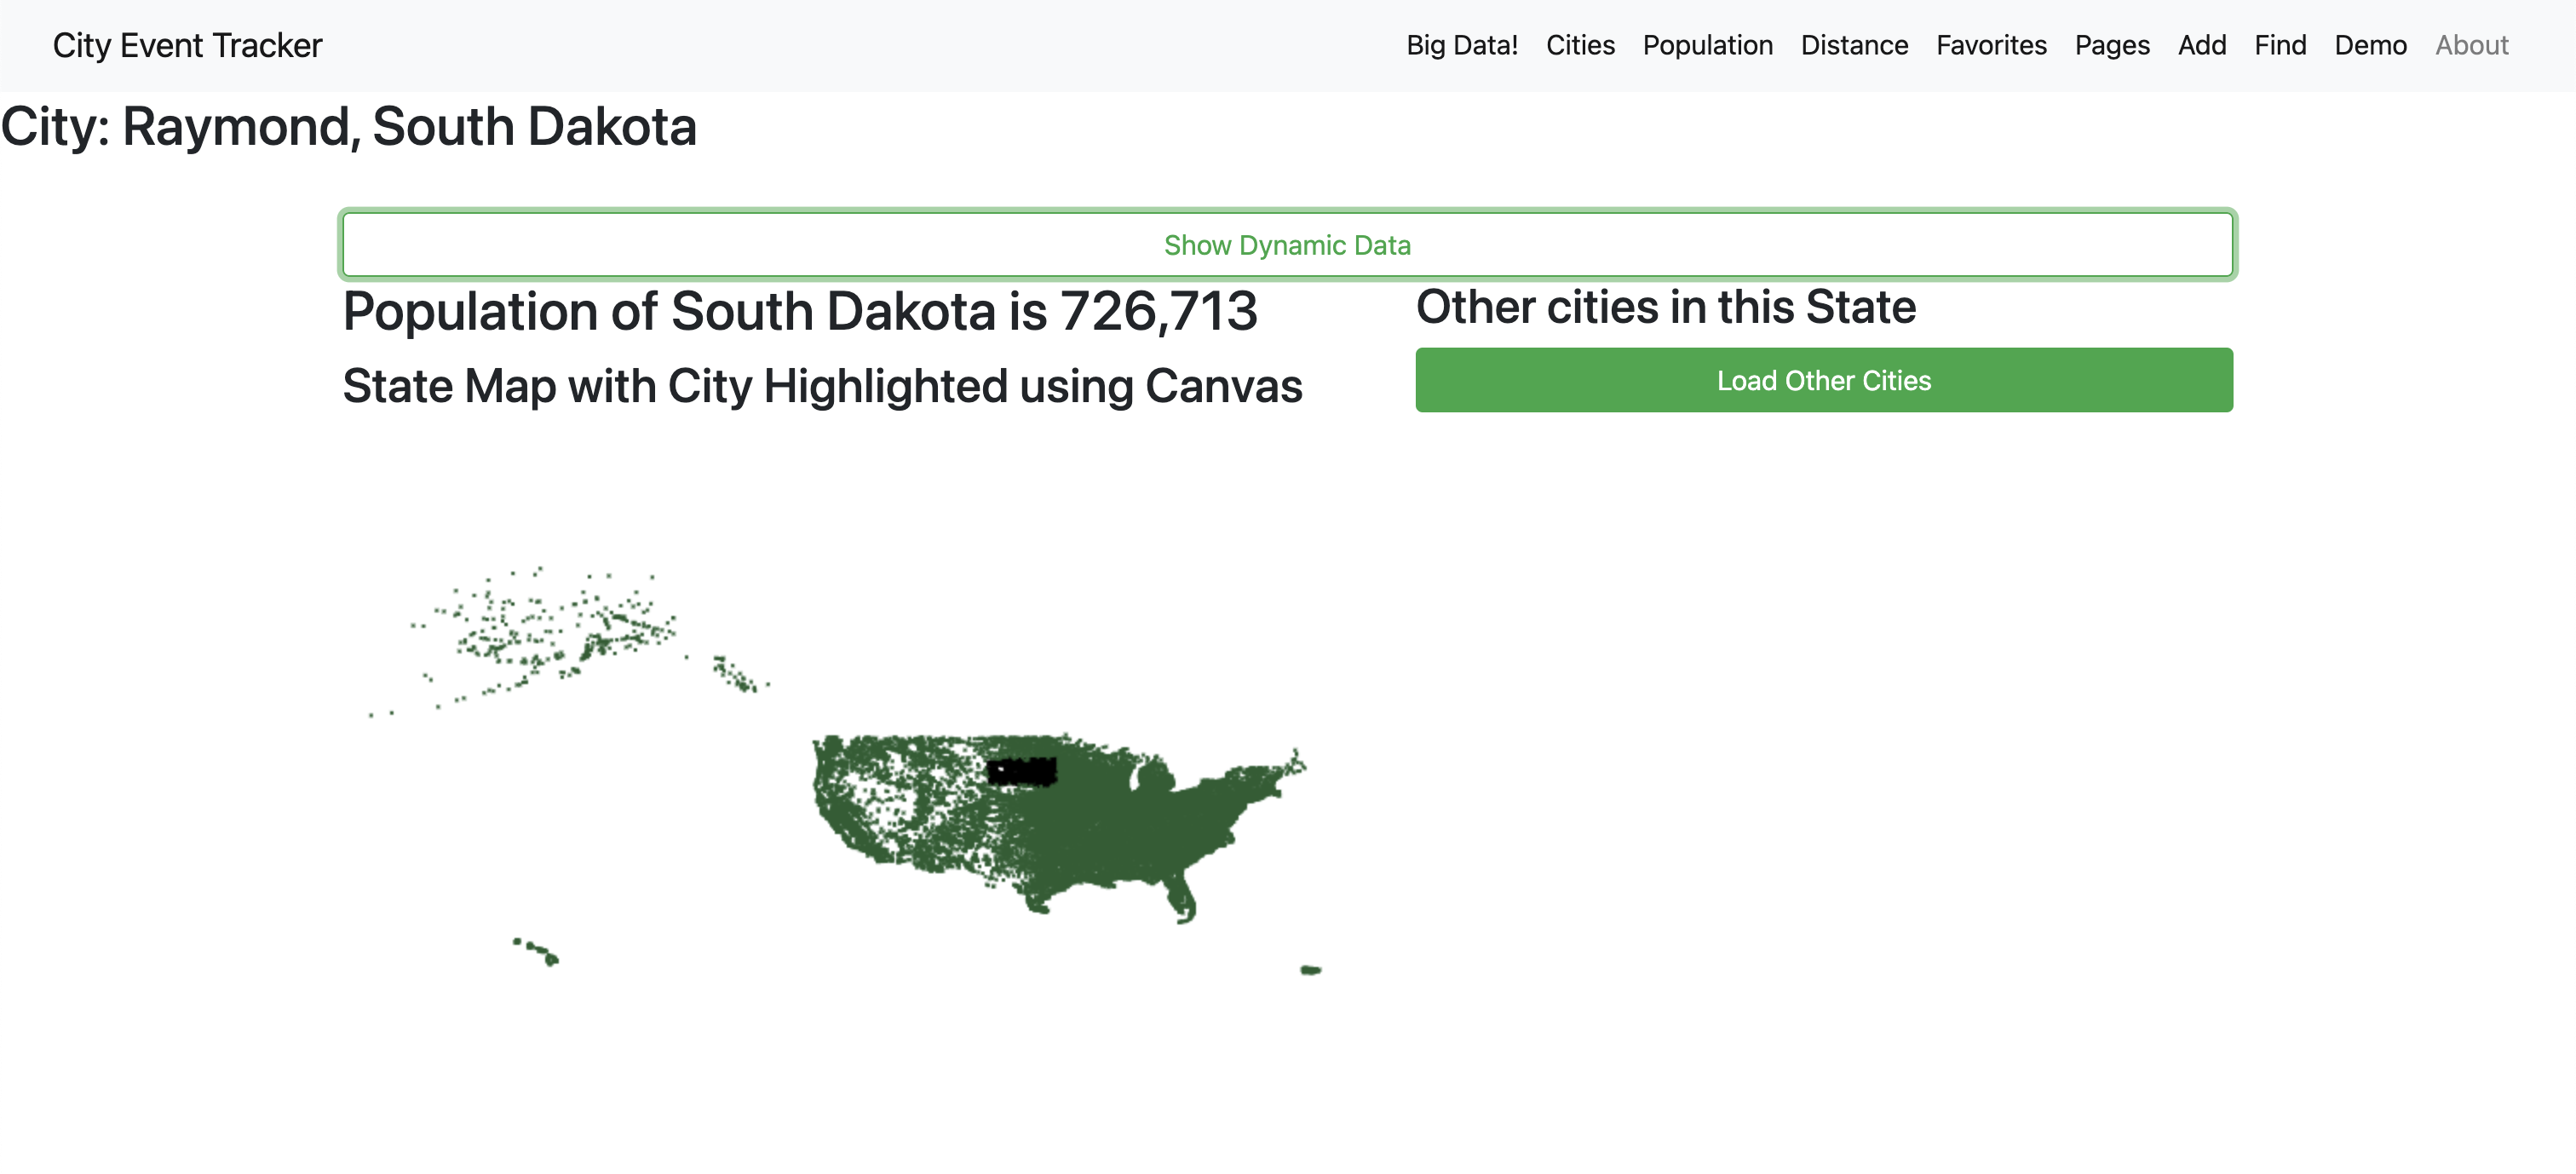 City Event Tracker
Big Data! Cities Population Distance Favorites Pages Add Find Demo About
City: Raymond, South Dakota
Show Dynamic Data
Population of South Dakota is 726,713
State Map with City Highlighted using Canvas
Other cities in this State
Load Other Cities